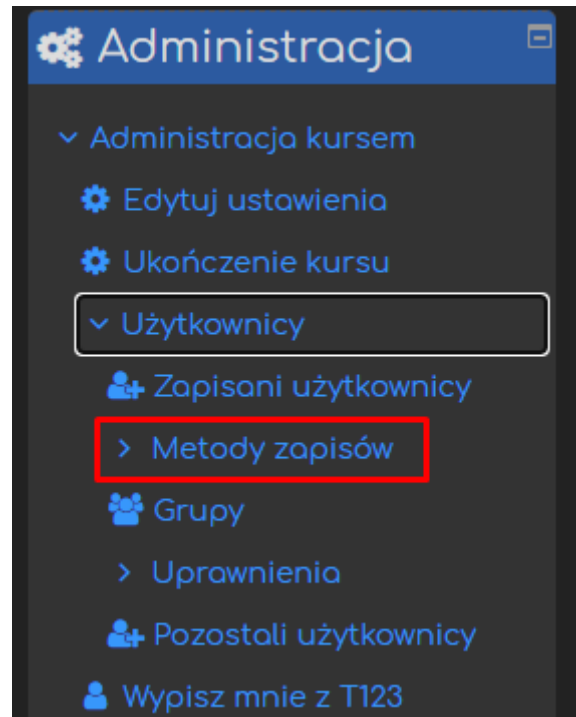 Administracja
Administracja kursem
Edytuj ustawienia
Ukończenie kursu
Użytkownicy
Zapisani użytkownicy
Metody zapisów
Grupy
Uprawnienia
Pozostali użytkownicy
Wypisz mnie z T123